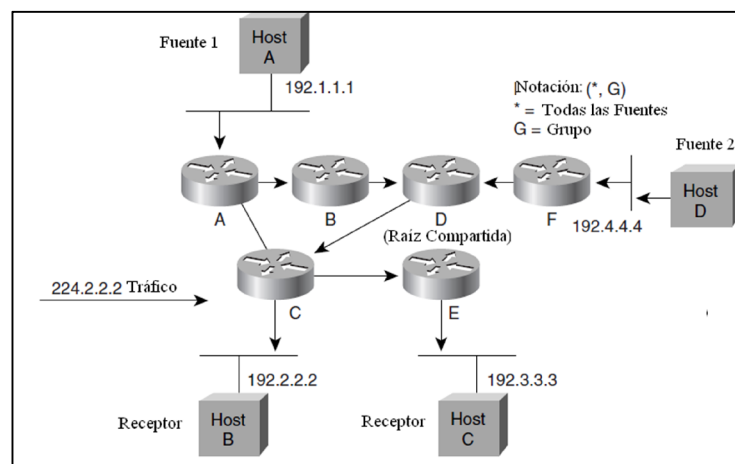 Fuente 1
Host
A
192.1.1.1
Notación: (*, G)
* = Todas las Fuentes
G = Grupo
Fuente 2
Host
D
192.4.4.4
A
B
D
F
(Raíz Compartida)
224.2.2.2 Tráfico
C
E
192.2.2.2
192.3.3.3
Receptor
Host
B
Receptor
Host
C